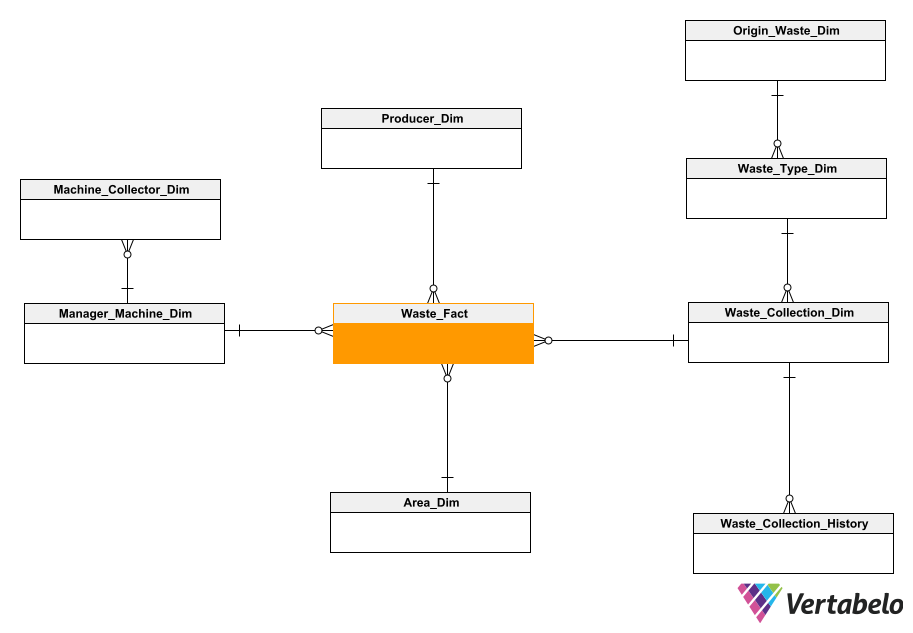 Origin_Waste_Dim
Producer_Dim
Waste_Type_Dim
Machine_Collector_Dim
Manager_Machine_Dim
Waste_Fact
Waste_Collection_Dim
Area_Dim
Waste_Collection_History
Vertabelo